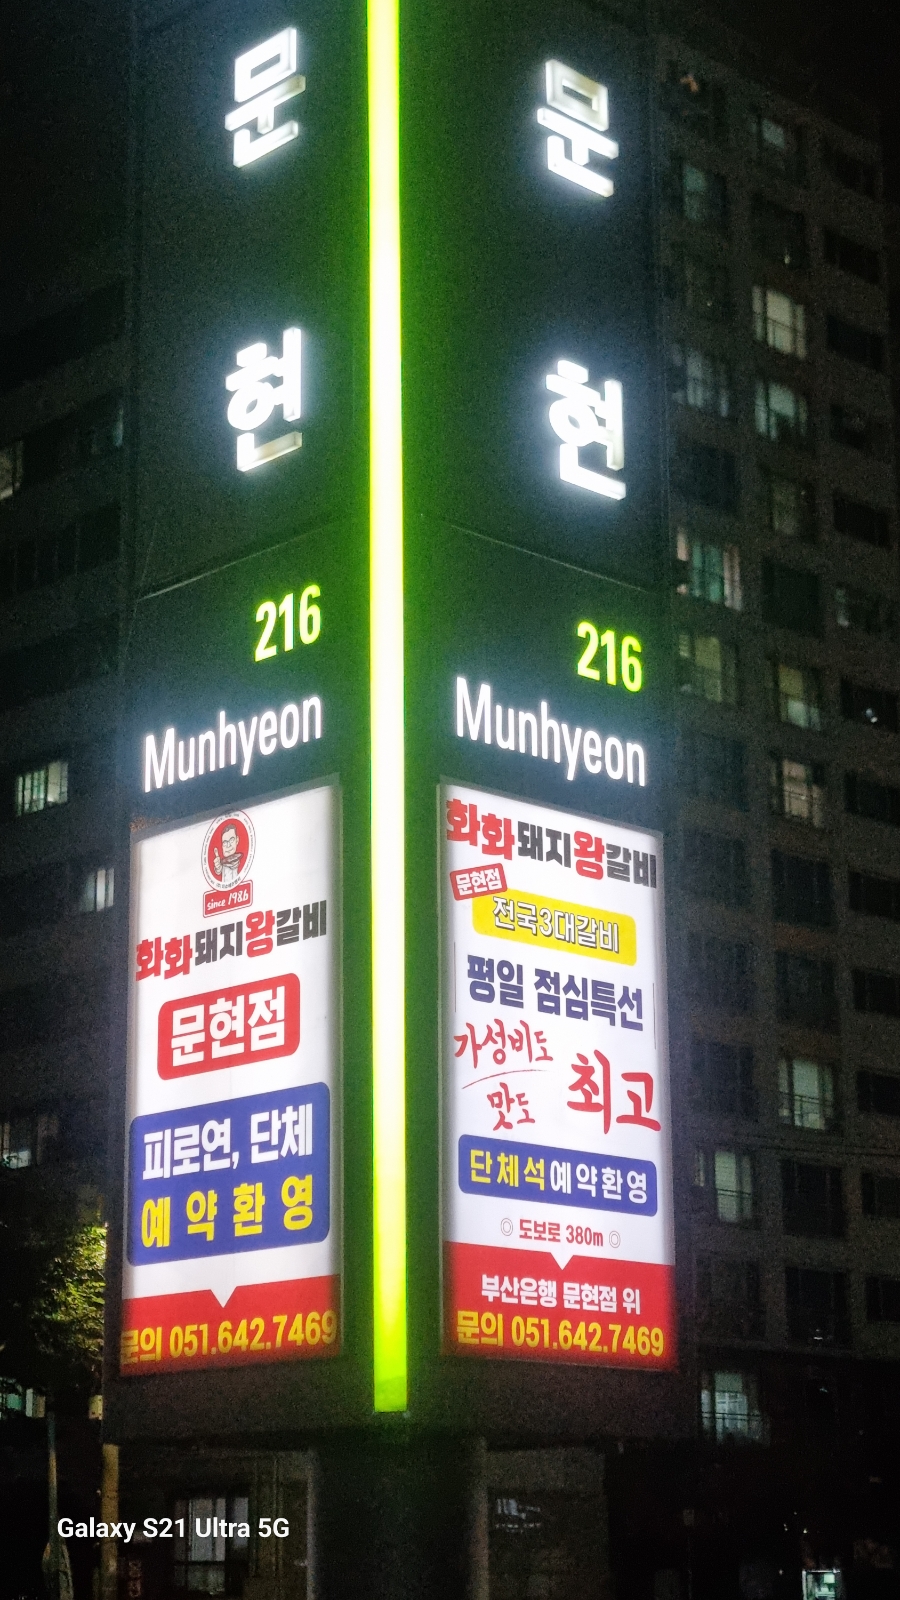 문
현
216
Munhyeon
since 1986
화화돼지왕갈비
문현점
피로연, 단체
예약환영
문의 051.642.7469
문
현
216
Munhyeon
화화돼지왕갈비
문현점
전국3대갈비
평일 점심특선
가성비도
맛도 최고
단체석예약환영
◎ 도보로 380m ◎
부산은행 문현점 위
문의 051.642.7469
Galaxy S21 Ultra 5G